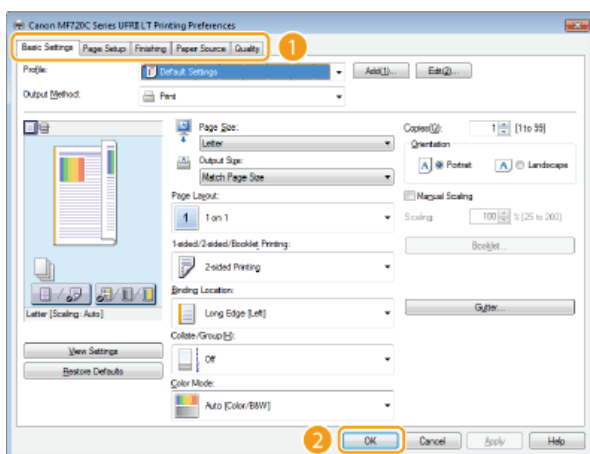 Canon MF720C Series UFRII LT Printing Preferences
Basic Settings Page Setup Finishing Paper Source Quality 1
Profile: Default Settings Add(1)... Edit(2)...
Output Method: Print
Page Size: Copies(Q): 1 [1 to 99]
Letter Orientation
Output Size: A Portrait A Landscape
Match Page Size
Page Layout: Manual Scaling
1 1 on 1 Scaling: 100 % [25 to 200]
1-sided/2-sided/Booklet Printing: Booklet...
2-sided Printing
Binding Location:
Letter [Scaling: Auto] Long Edge [Left] Gutter...
Collate/Group(H):
View Settings Off
Restore Defaults
Color Mode:
Auto [Color/B&W]
2 OK Cancel Apply Help